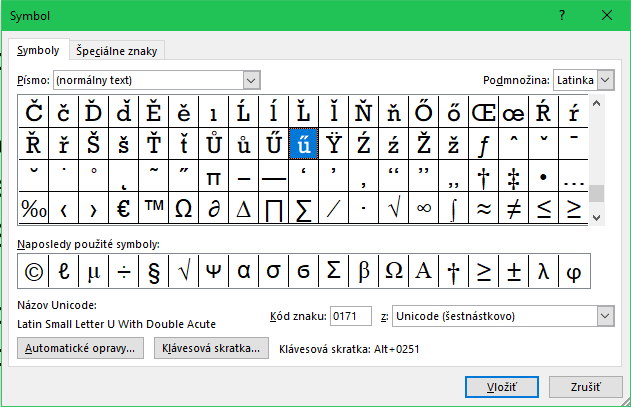 Symbol
Symboly Špeciálne znaky
Písmo: (normálny text) Podmnožina: Latinka
Č č Ď ď Ě ě ı Ĺ ĺ Ľ ľ Ň ň Ő ő Œ œ Ŕ ŕ
Ř ř Š š Ť ť Ů ů Ű ű Ÿ Ź ź Ž ž ƒ ˆ ˇ ¯
˘ ˙ ˚ ˛ ˜ ˝ π – — ‘ ’ ‚ “ ” „ † ‡ • …
‰ ‹ › € ™ Ω ∂ ∆ ∏ ∑ ⁄ ∙ √ ∞ ∫ ≈ ≠ ≤ ≥
Naposledy použité symboly:
© ℓ µ ÷ § √ Ψ α σ ϭ Σ β Ω Α † ≥ ± λ φ
Názov Unicode:
Latin Small Letter U With Double Acute
Kód znaku: 0171 z: Unicode (šestnástkovo)
Automatické opravy... Klávesová skratka... Klávesová skratka: Alt+0251
Vložiť Zrušiť